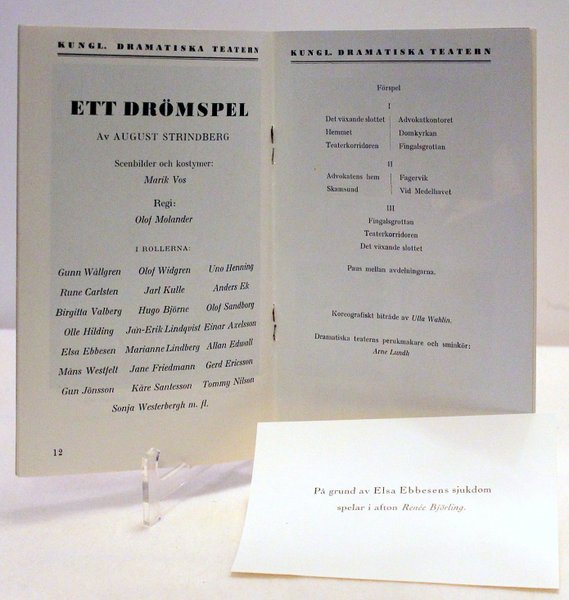 KUNGL. DRAMATISKA TEATERN
ETT DRÖMSPEL
Av AUGUST STRINDBERG
Scenbilder och kostymer:
Marik Vos
Regi:
Olof Molander
I ROLLERNA:
Gunn Wållgren Olof Widgren Uno Henning
Rune Carlsten Jarl Kulle Anders Ek
Birgitta Valberg Hugo Björne Olof Sandborg
Olle Hilding Jan-Erik Lindqvist Einar Axelsson
Elsa Ebbesen Marianne Lindberg Allan Edwall
Måns Westfelt Jane Friedmann Gerd Ericsson
Gun Jönsson Kåre Santesson Tommy Nilson
Sonja Westerbergh m. fl.
12
KUNGL. DRAMATISKA TEATERN
Förspel
I
Det växande slottet Advokatkontoret
Hemmet Domkyrkan
Teaterkorridoren Fingalsgrottan
II
Advokatens hem Fagervik
Skamsund Vid Medelhavet
III
Fingalsgrottan
Teaterkorridoren
Det växande slottet
Paus mellan avdelningarna.
Koreografiskt biträde av Ulla Wahlin.
Dramatiska teaterns perukmakare och sminkör:
Arne Lundh
På grund av Elsa Ebbesens sjukdom
spelar i afton Renée Björling.